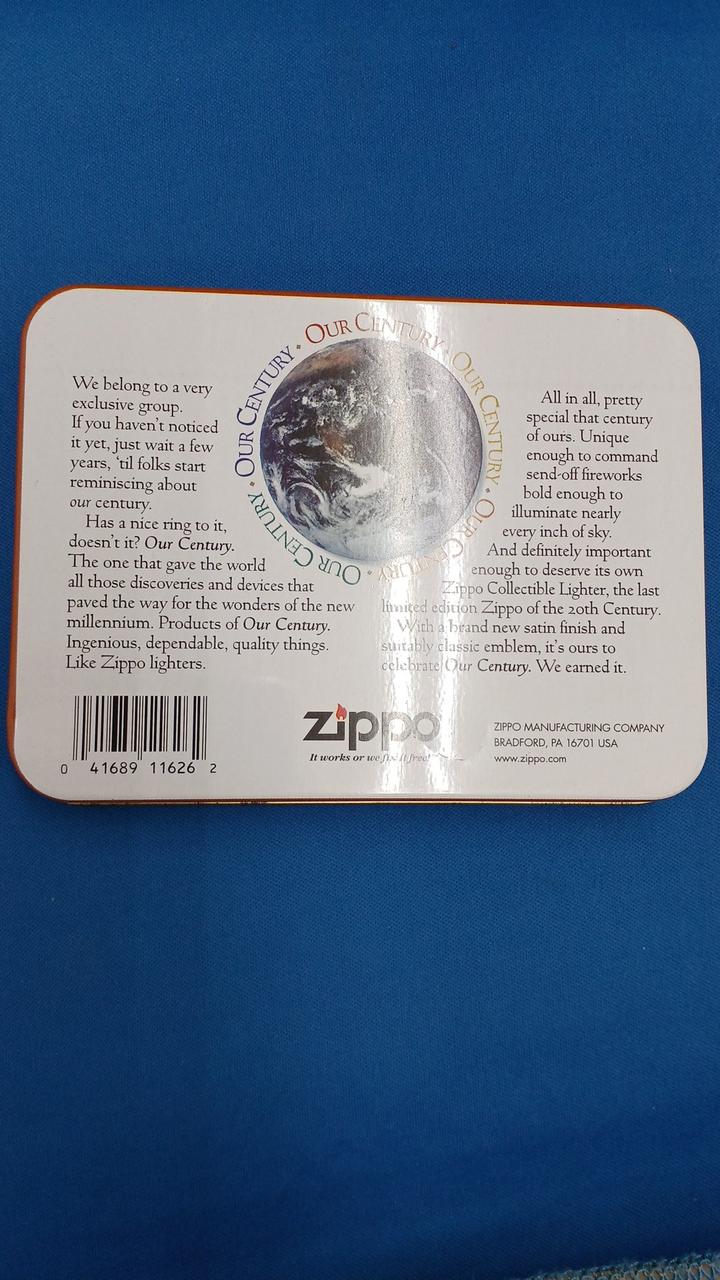 OUR CENTURY • OUR CENTURY • OUR CENTURY • OUR CENTURY • OUR CENTURY •
We belong to a very
exclusive group.
If you haven't noticed
it yet, just wait a few
years, 'til folks start
reminiscing about
our century.
Has a nice ring to it,
doesn't it? Our Century.
The one that gave the world
all those discoveries and devices that
paved the way for the wonders of the new
millennium. Products of Our Century.
Ingenious, dependable, quality things.
Like Zippo lighters.
All in all, pretty
special that century
of ours. Unique
enough to command
send-off fireworks
bold enough to
illuminate nearly
every inch of sky.
And definitely important
enough to deserve its own
Zippo Collectible Lighter, the last
limited edition Zippo of the 20th Century.
With a brand new satin finish and
suitably classic emblem, it's ours to
celebrate Our Century. We earned it.
0 41689 11626 2
zippo
It works or we fix it free.
ZIPPO MANUFACTURING COMPANY
BRADFORD, PA 16701 USA
www.zippo.com